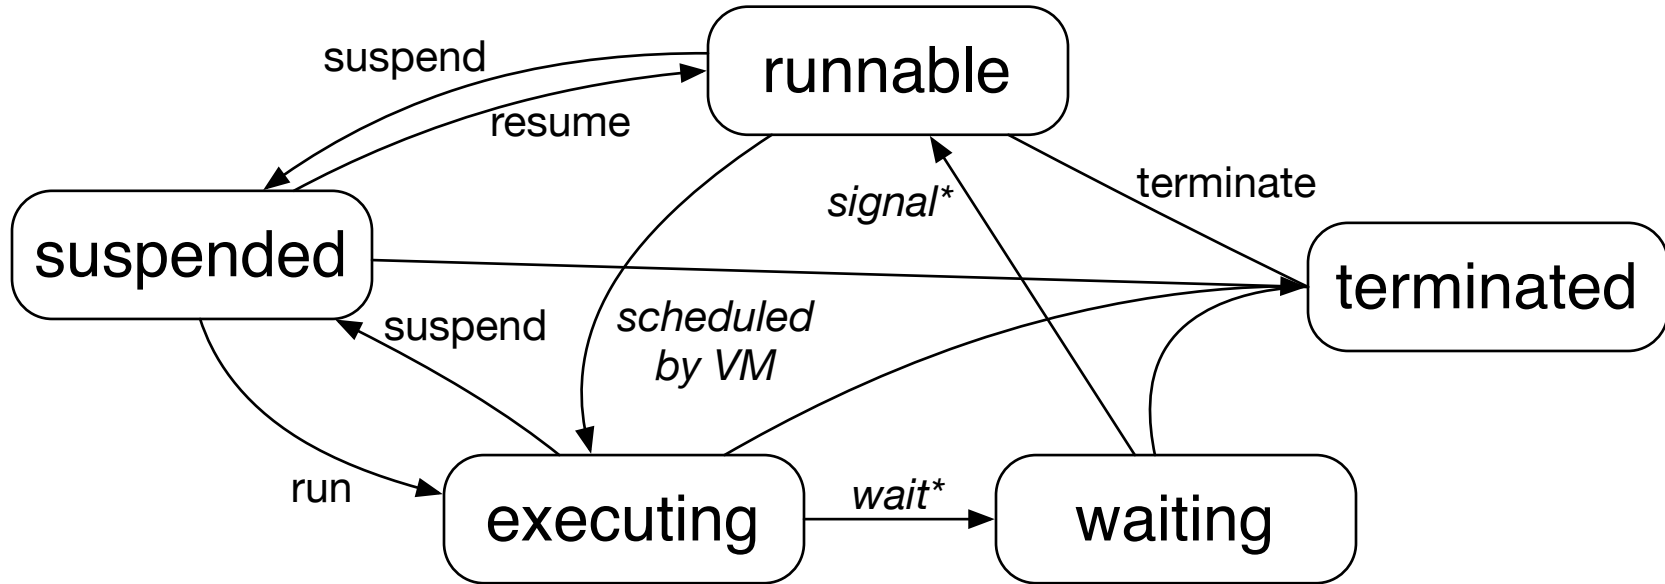 runnable
suspend
resume
signal*
terminate
suspended
terminated
suspend
scheduled
by VM
run
executing
wait*
waiting